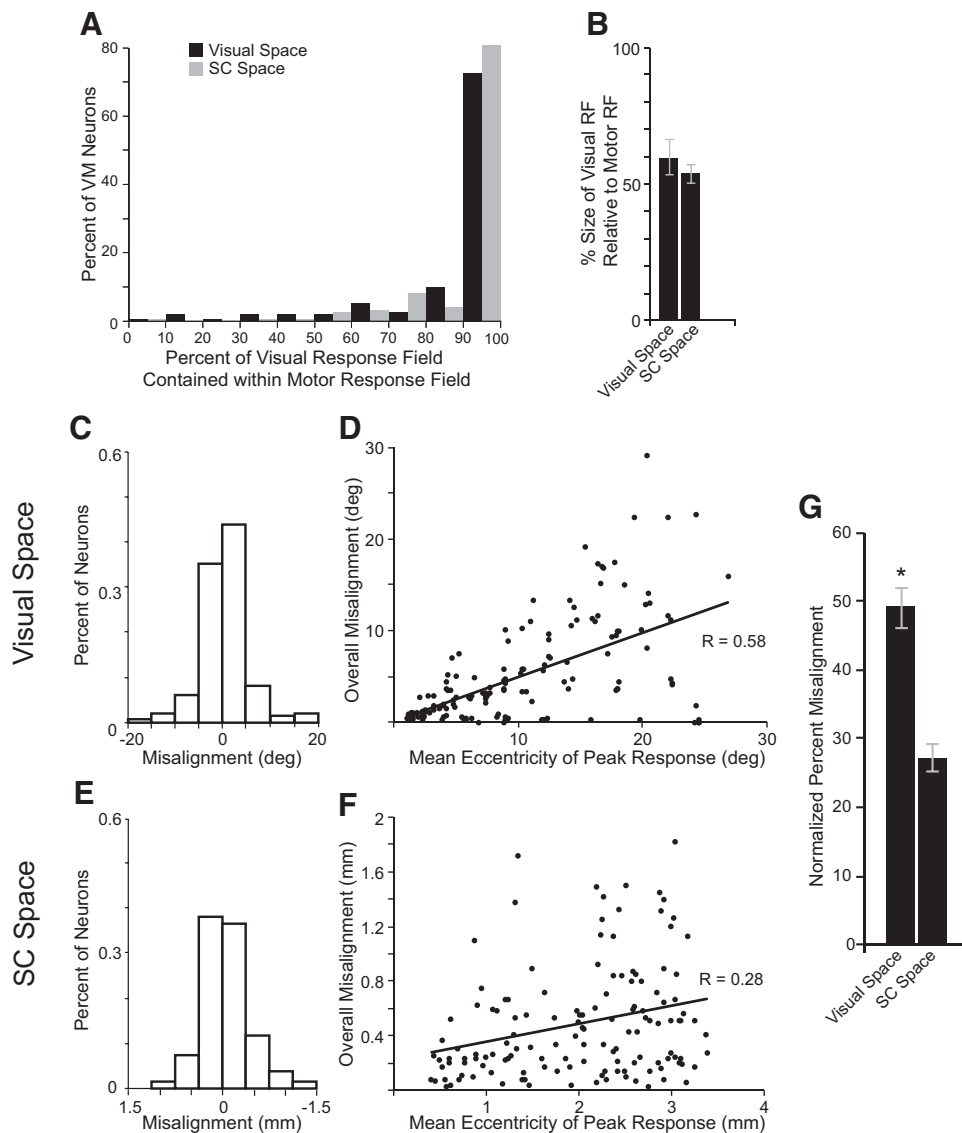 A
80
60
40
20
0
Percent of VM Neurons
Visual Space
SC Space
0 10 20 30 40 50 60 70 80 90 100
Percent of Visual Response Field
Contained within Motor Response Field
B
100
50
0
% Size of Visual RF
Relative to Motor RF
Visual Space
SC Space
Visual Space
C
0.6
0.3
0
Percent of Neurons
-20 0 20
Misalignment (deg)
D
30
20
10
Overall Misalignment (deg)
R = 0.58
10 20 30
Mean Eccentricity of Peak Response (deg)
SC Space
E
0.6
0.3
0
Percent of Neurons
1.5 0 -1.5
Misalignment (mm)
F
2
1.6
1.2
0.8
0.4
Overall Misalignment (mm)
R = 0.28
1 2 3 4
Mean Eccentricity of Peak Response (mm)
G
60
50
40
30
20
10
0
Normalized Percent Misalignment
*
Visual Space
SC Space